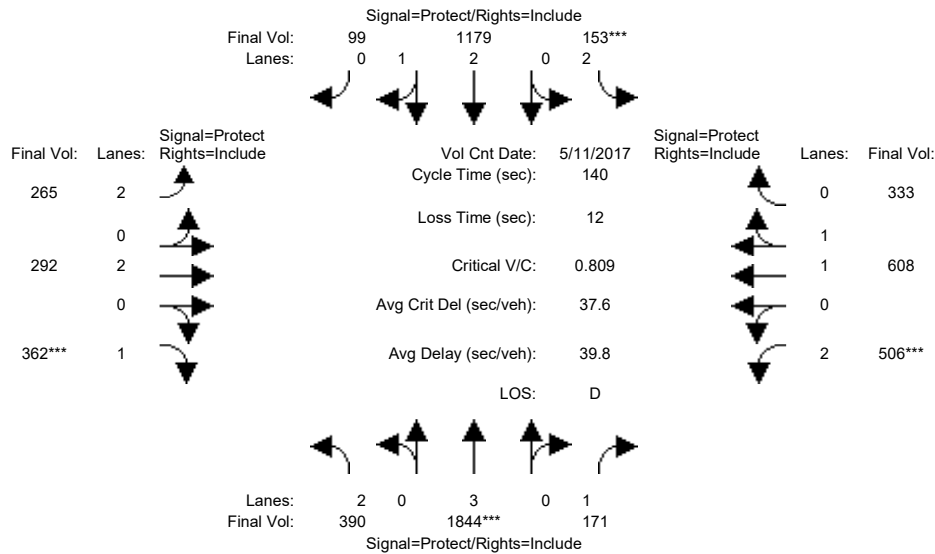 Signal=Protect/Rights=Include
Final Vol: 99 1179 153***
Lanes: 0 1 2 0 2
Signal=Protect
Final Vol: Lanes: Rights=Include
Vol Cnt Date: 5/11/2017
Signal=Protect
Rights=Include Lanes: Final Vol:
Cycle Time (sec): 140
265 2
0 333
Loss Time (sec): 12
0
1
292 2
Critical V/C: 0.809
1 608
0
Avg Crit Del (sec/veh): 37.6
0
362*** 1
Avg Delay (sec/veh): 39.8
2 506***
LOS: D
Lanes: 2 0 3 0 1
Final Vol: 390 1844*** 171
Signal=Protect/Rights=Include